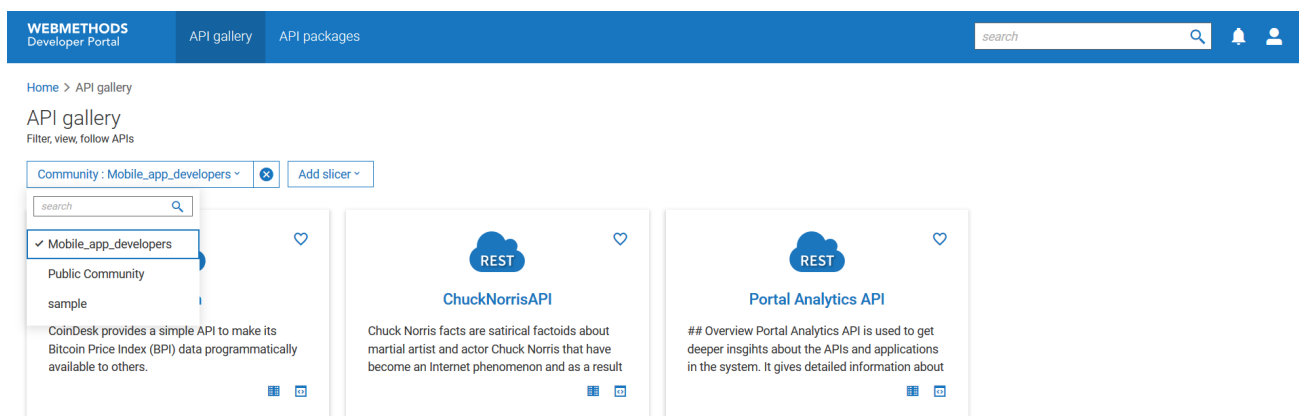 WEBMETHODS
Developer Portal
API gallery
API packages
search
Home > API gallery
API gallery
Filter, view, follow APIs
Community : Mobile_app_developers
Add slicer
search
Mobile_app_developers
Public Community
sample
REST
ChuckNorrisAPI
REST
Portal Analytics API
CoinDesk provides a simple API to make its
Bitcoin Price Index (BPI) data programmatically
available to others.
Chuck Norris facts are satirical factoids about
martial artist and actor Chuck Norris that have
become an Internet phenomenon and as a result
## Overview Portal Analytics API is used to get
deeper insgihts about the APIs and applications
in the system. It gives detailed information about